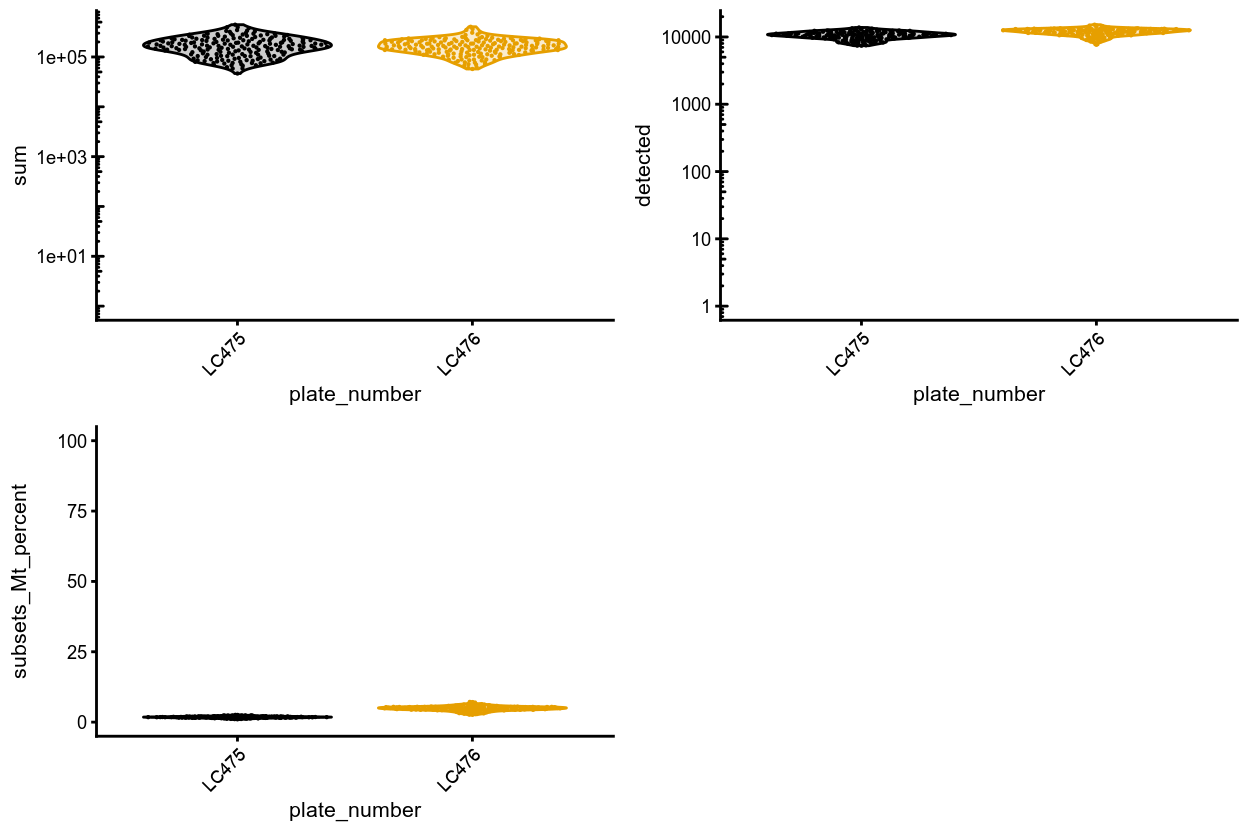 sum
1e+05
1e+03
1e+01
LC475
LC476
plate_number
detected
10000
1000
100
10
1
LC475
LC476
plate_number
subsets_Mt_percent
100
75
50
25
0
LC475
LC476
plate_number